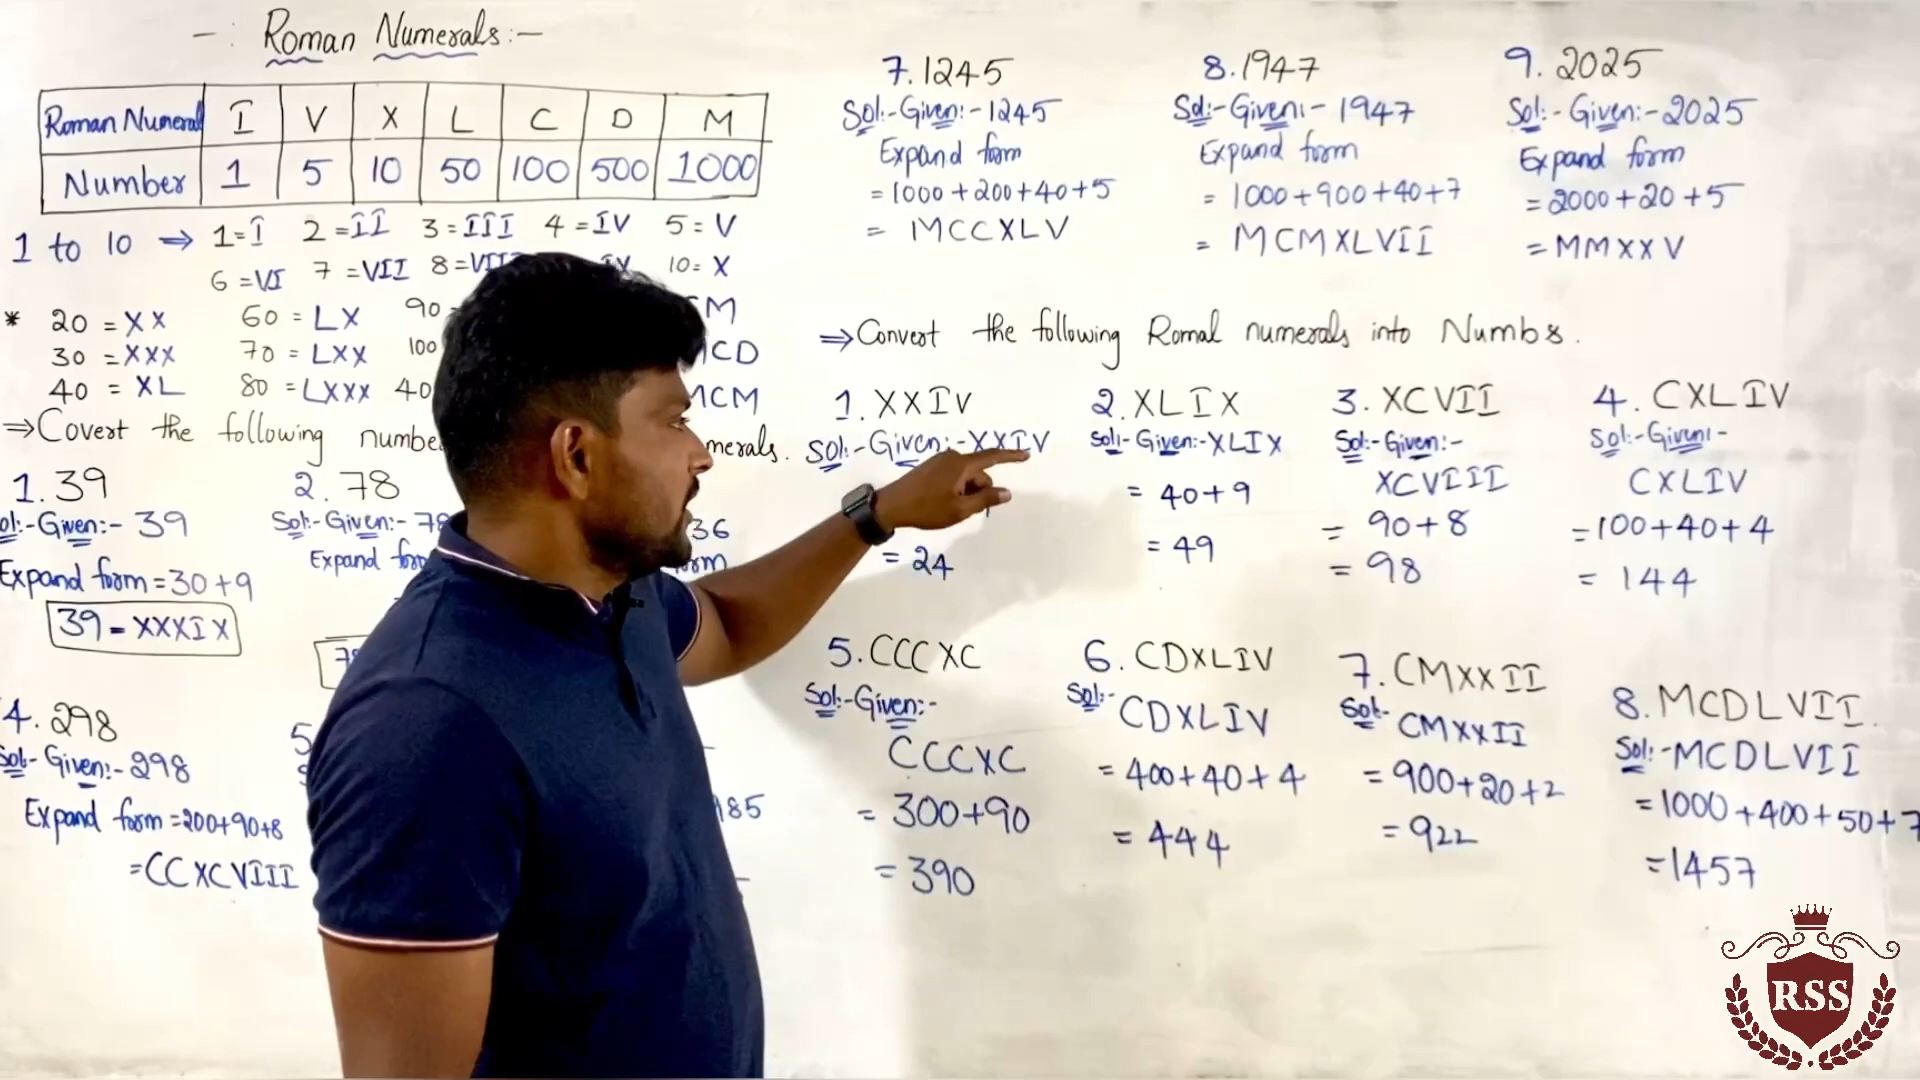 -: Roman Numerals:-
Roman Numeral I V X L C D M
Number 1 5 10 50 100 500 1000
1 to 10 ⇒ 1=I 2=II 3=III 4=IV 5=V
6=VI 7=VII 8=VIII 10=X
* 20=XX 60=LX 90
30=XXX 70=LXX 100 CD
40=XL 80=LXXX 40 MCM
⇒Covert the following
1.39
Given:-39
Expand form=30+9
39=XXXIX
2.78
Sol:-Given:-78
Expand
36
4.298
Sol:-Given:-298
Expand form=200+90+8
=CCXCVIII
5
185
7.1245
Sol:-Given:-1245
Expand form
=1000+200+40+5
= MCCXLV
8.1947
Sol:-Given:-1947
Expand form
= 1000+900+40+7
= MCMXLVII
9. 2025
Sol:-Given:-2025
Expand form
=2000+20+5
=MMXXV
⇒Convert the following Romal numerals into Numbs.
1. XXIV
Sol:-Given:-XXIV
= 24
2.XLIX
Sol:-Given:-XLIX
= 40+9
= 49
3. XCVII
Sol:-Given:-
XCVIII
= 90+8
= 98
4. CXLIV
Sol:-Given:-
CXLIV
=100+40+4
= 144
5.CCCXC
Sol:-Given:-
CCCXC
= 300+90
= 390
6. CDXLIV
Sol:-
CDXLIV
=400+40+4
= 444
7.CMXXII
Sol:-
CMXXII
=900+20+2
=922
8.MCDLVII.
Sol:-MCDLVII
=1000+400+50+7
=1457
RSS